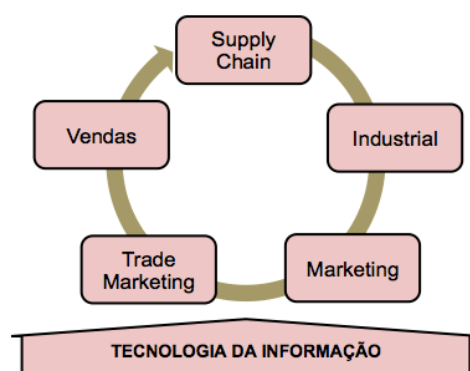 Supply
Chain
Vendas
Industrial
Trade
Marketing
Marketing
TECNOLOGIA DA INFORMAÇÃO